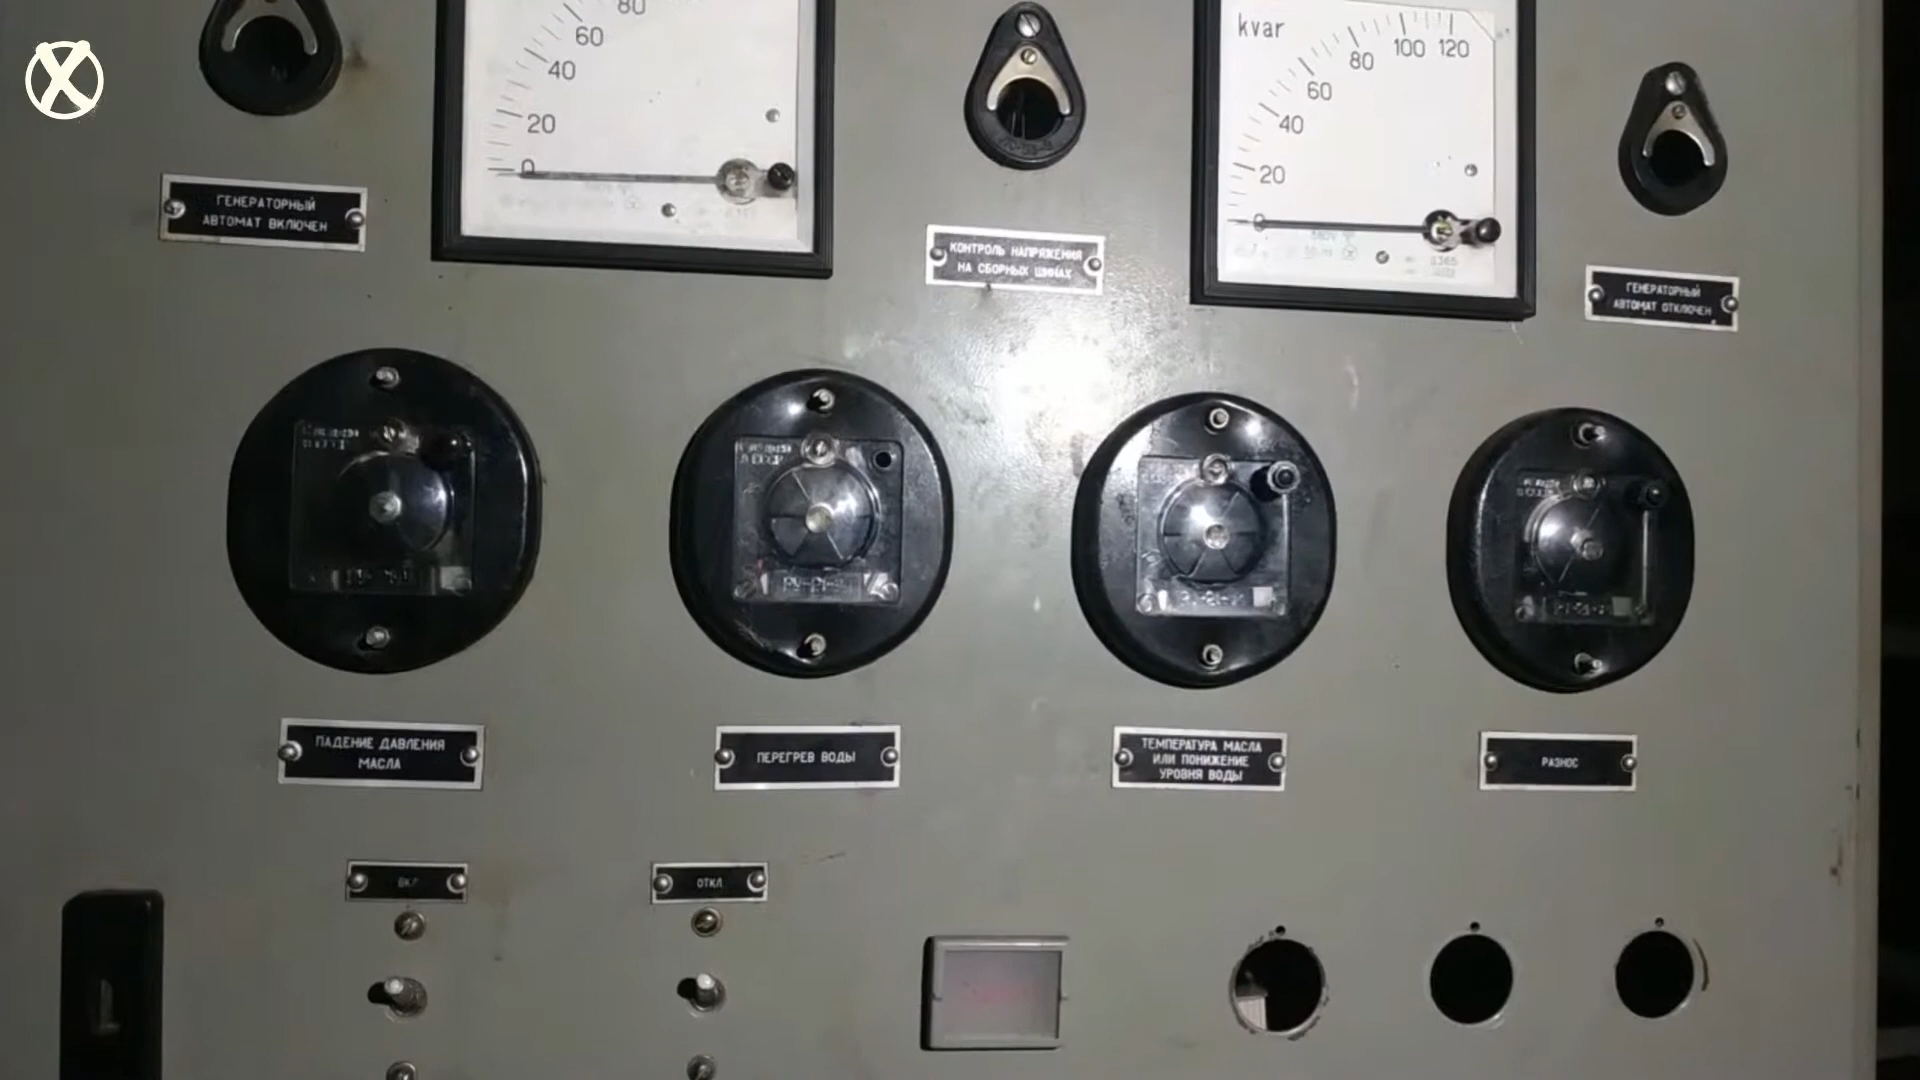 80
60
40
20
0
kvar
120
100
80
60
40
20
0
ГЕНЕРАТОРНЫЙ
АВТОМАТ ВКЛЮЧЕН
КОНТРОЛЬ НАПРЯЖЕНИЯ
НА СБОРНЫХ ШИНАХ
ГЕНЕРАТОРНЫЙ
АВТОМАТ ОТКЛЮЧЕН
ПАДЕНИЕ ДАВЛЕНИЯ
МАСЛА
ПЕРЕГРЕВ ВОДЫ
ТЕМПЕРАТУРА МАСЛА
ИЛИ ПОНИЖЕНИЕ
УРОВНЯ ВОДЫ
РАЗНОС
ВКЛ
ОТКЛ